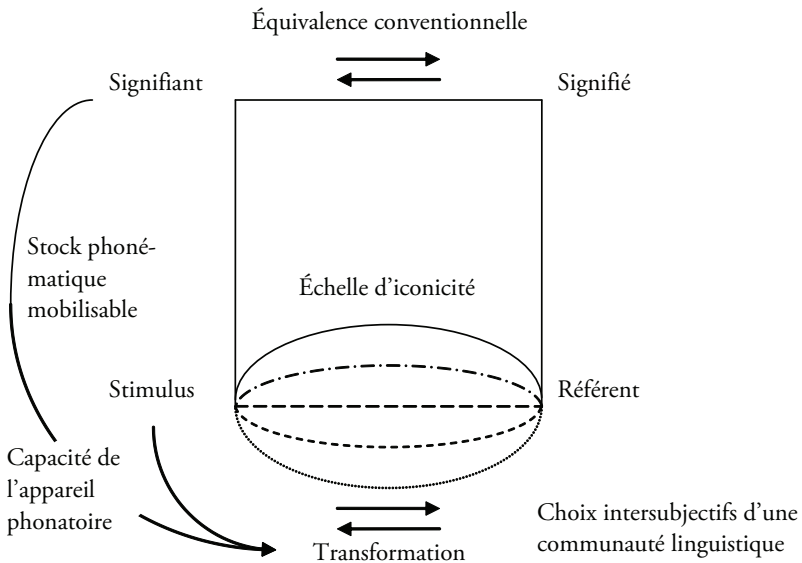 Équivalence conventionnelle
Signifiant
Signifié
Stock phoné-
matique
mobilisable
Échelle d’iconicité
Stimulus
Référent
Capacité de
l’appareil
phonatoire
Choix intersubjectifs d’une
communauté linguistique
Transformation